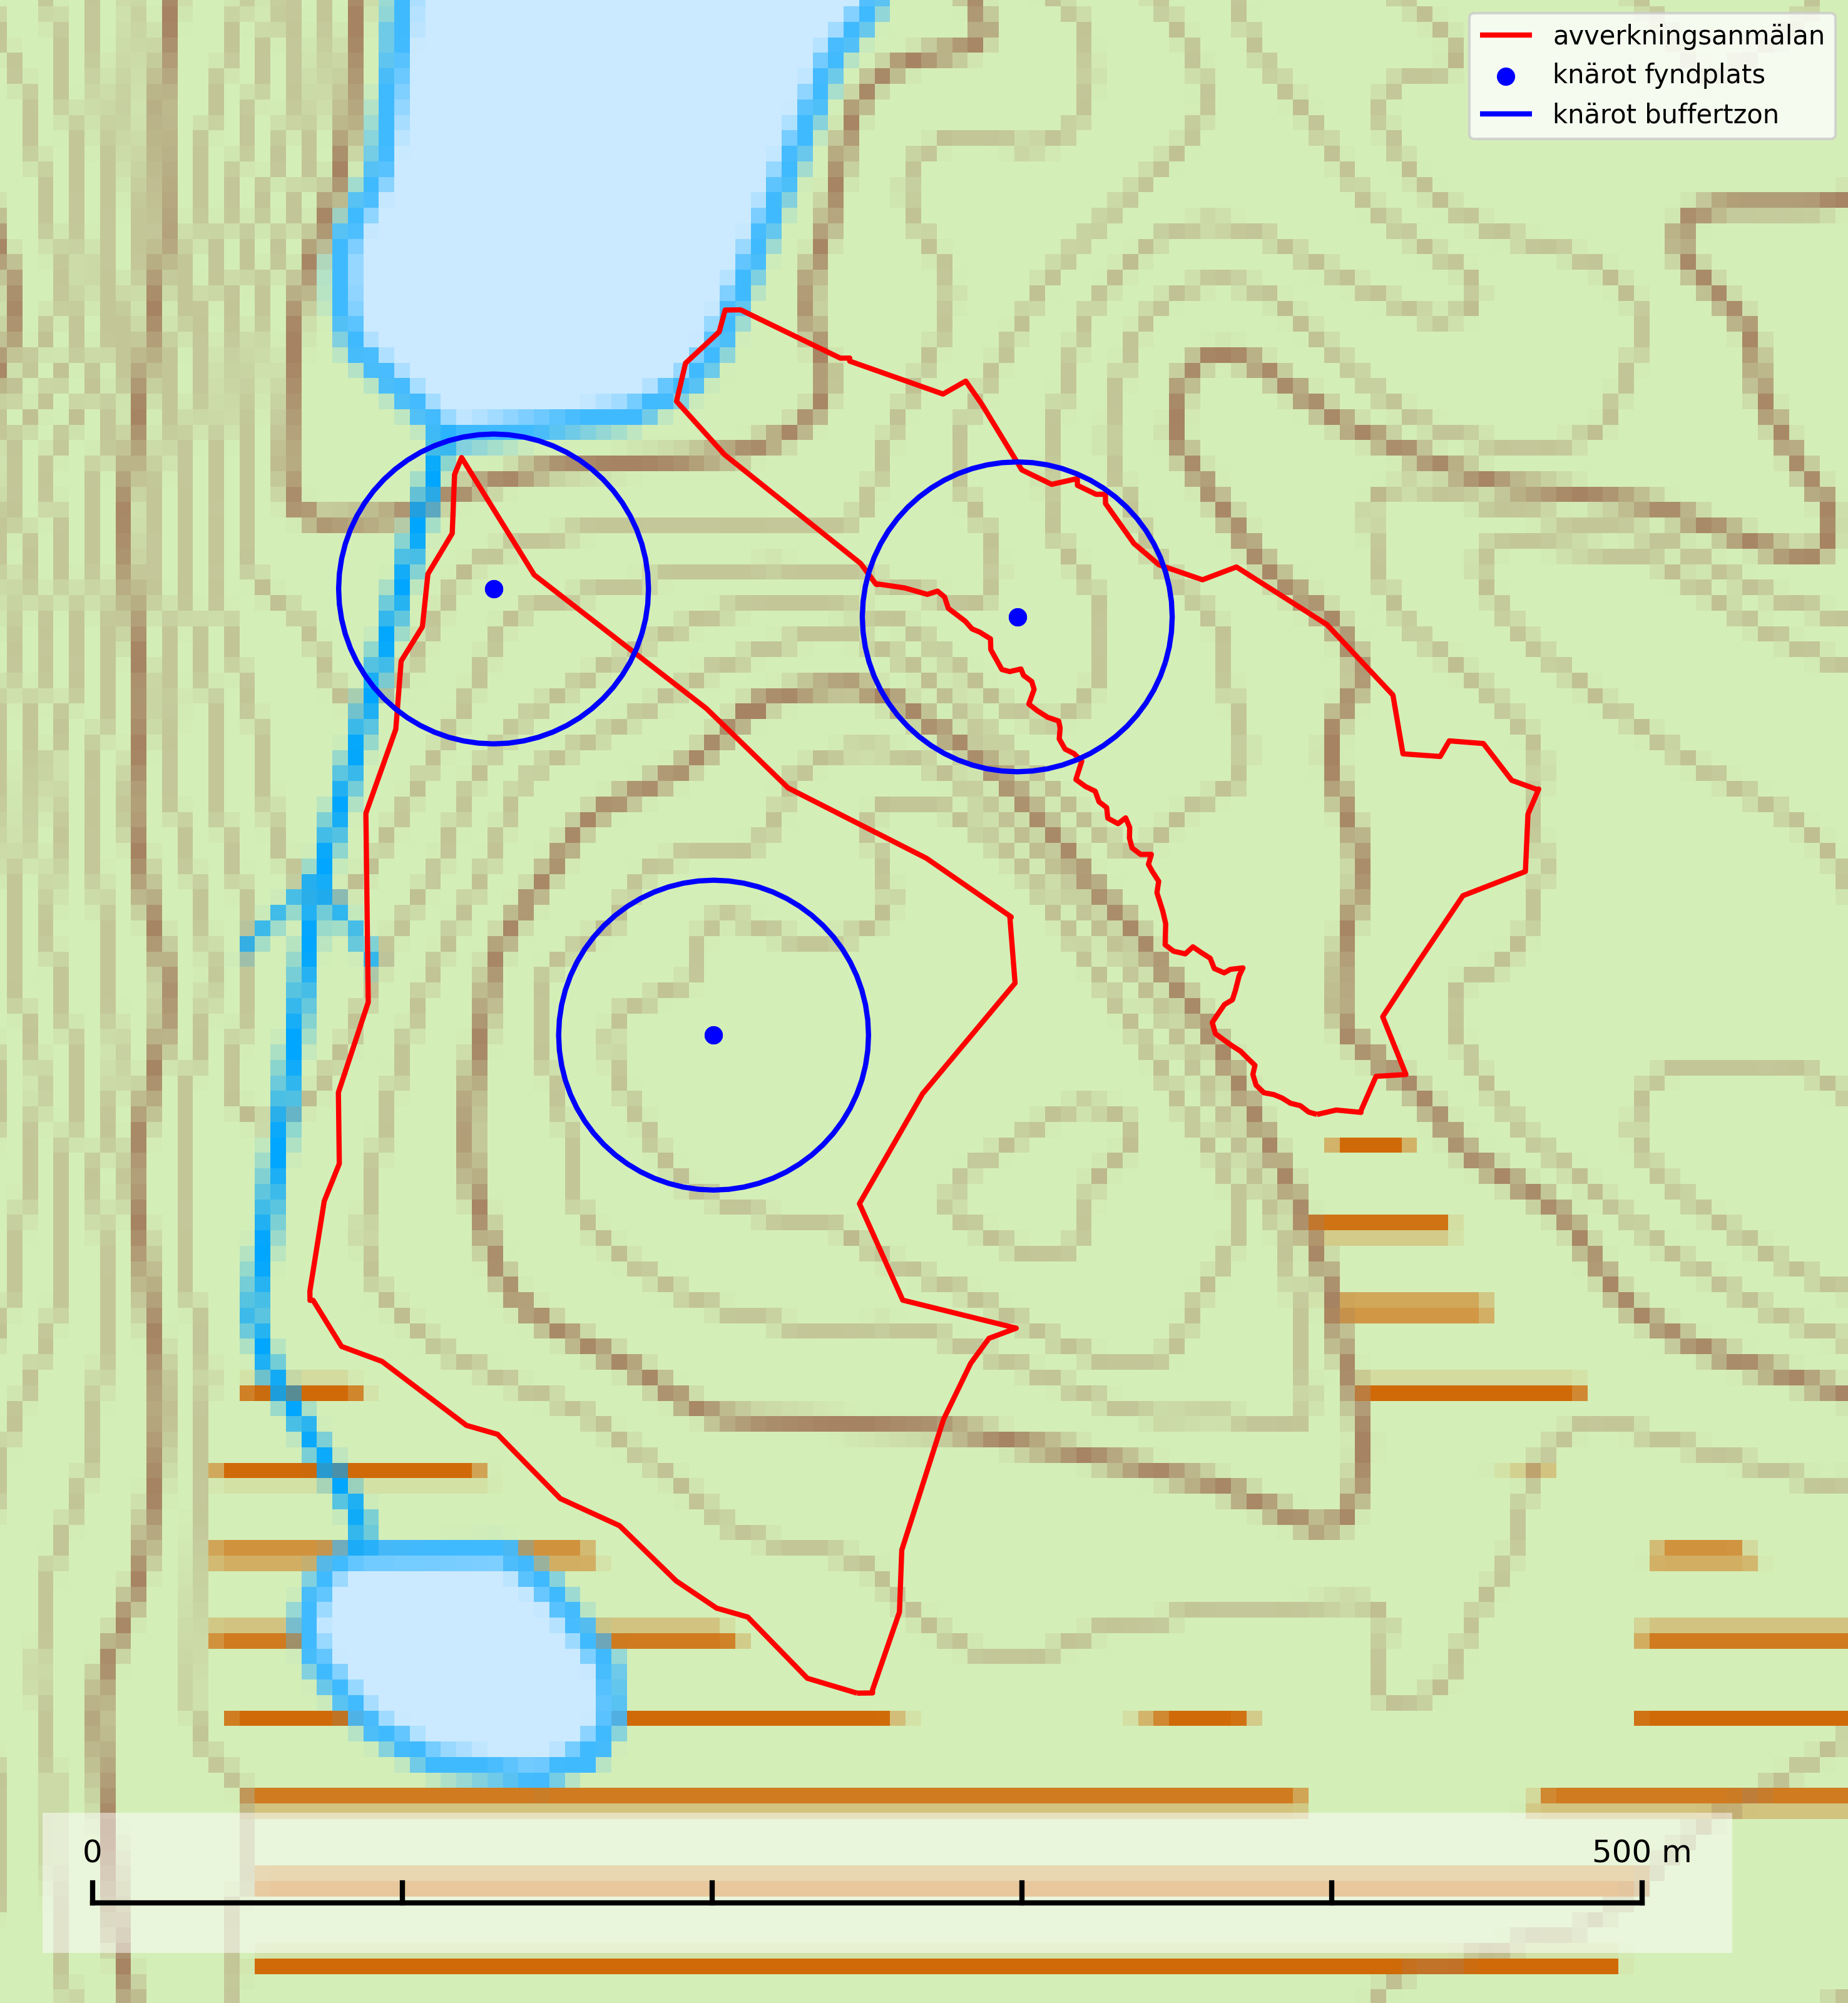 avverkningsanmälan
knärot fyndplats
knärot buffertzon
0
500 m